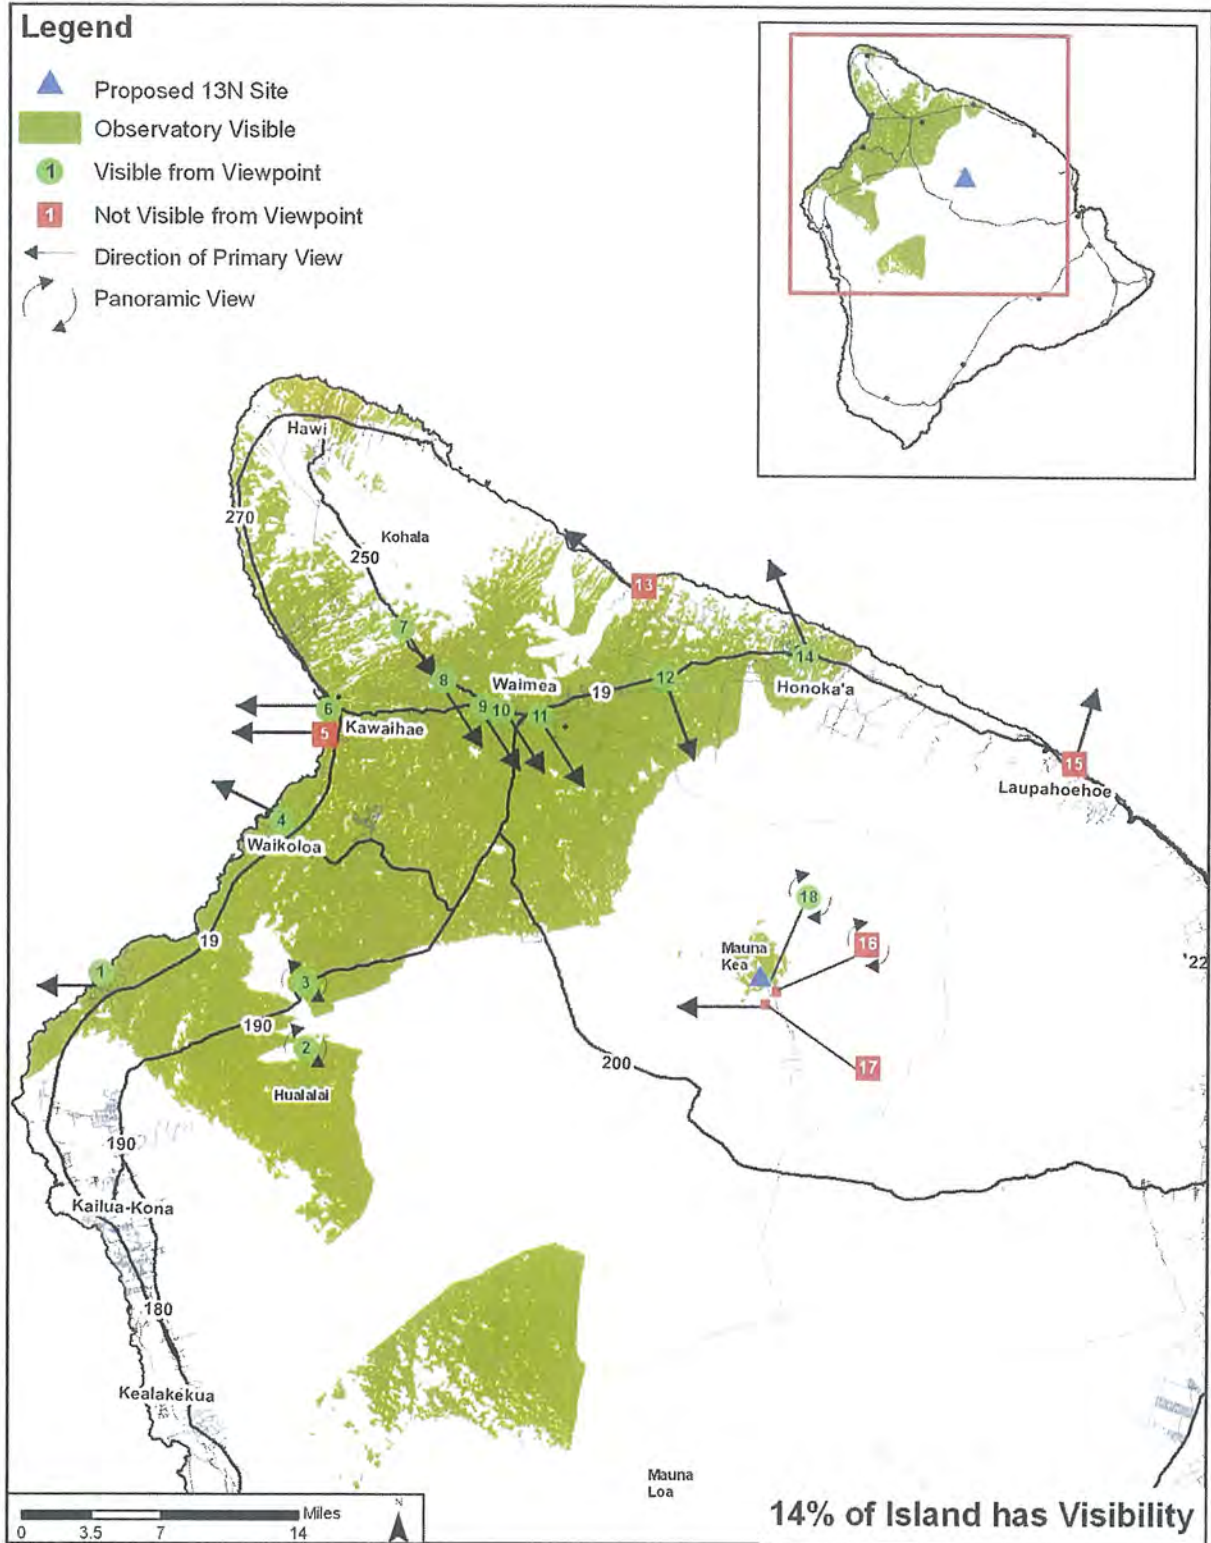 Legend
Proposed 13N Site
Observatory Visible
1 Visible from Viewpoint
1 Not Visible from Viewpoint
Direction of Primary View
Panoramic View
Hawi
270
Kohala
250
13
7
14
8
Waimea
19
12
Honoka'a
6
9
10
11
5
Kawaihae
15
Laupahoehoe
4
Waikoloa
18
19
16
Mauna
Kea
1
3
'22
190
2
200
17
Hualalai
190
Kailua-Kona
180
Kealakekua
Mauna
Loa
14% of Island has Visibility
Miles
0 3.5 7 14
N